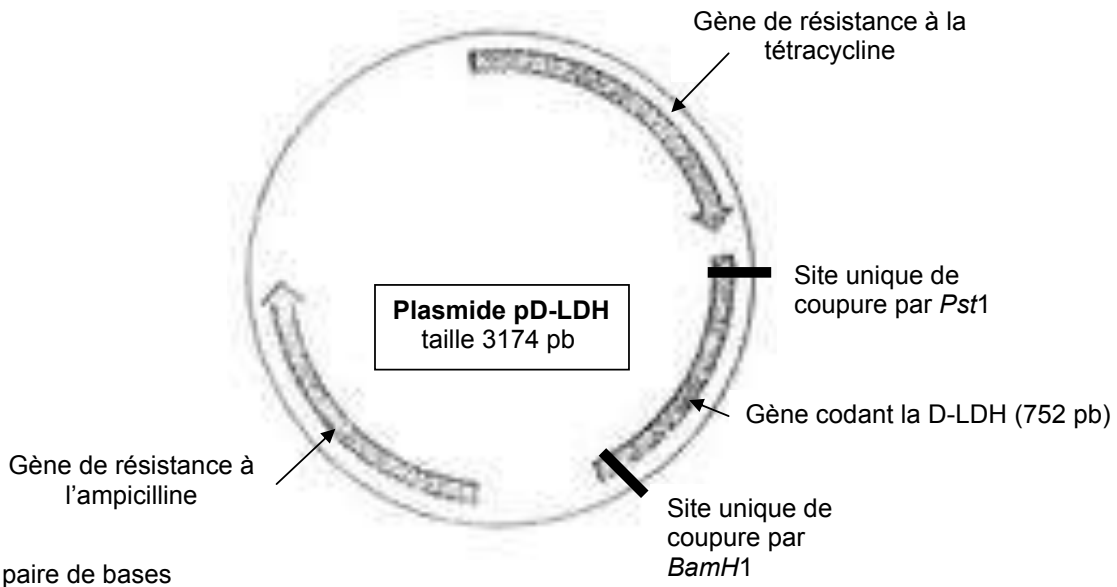 Gène de résistance à la
tétracycline
Site unique de
coupure par Pst1
Plasmide pD-LDH
taille 3174 pb
Gène codant la D-LDH (752 pb)
Gène de résistance à
l’ampicilline
Site unique de
coupure par
BamH1
paire de bases